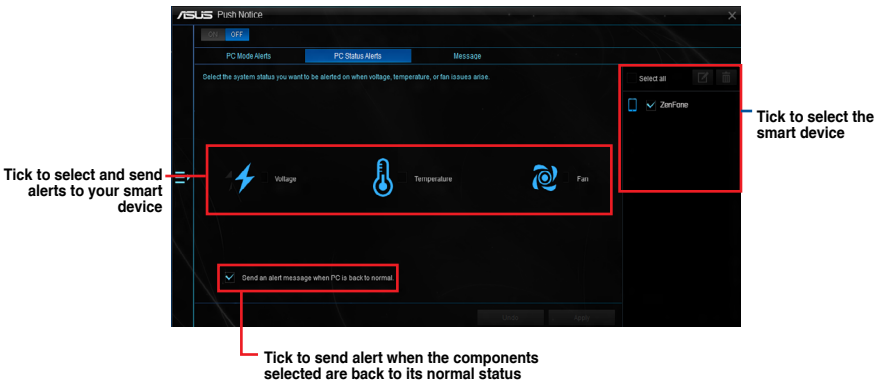 ASUS Push Notice
ON OFF
PC Mode Alerts PC Status Alerts Message
Select the system status you want to be alerted on when voltage, temperature, or fan issues arise.
Select all
ZenFone
Tick to select the
smart device
Tick to select and send
alerts to your smart
device
Voltage Temperature Fan
Send an alert message when PC is back to normal.
Undo Apply
Tick to send alert when the components
selected are back to its normal status